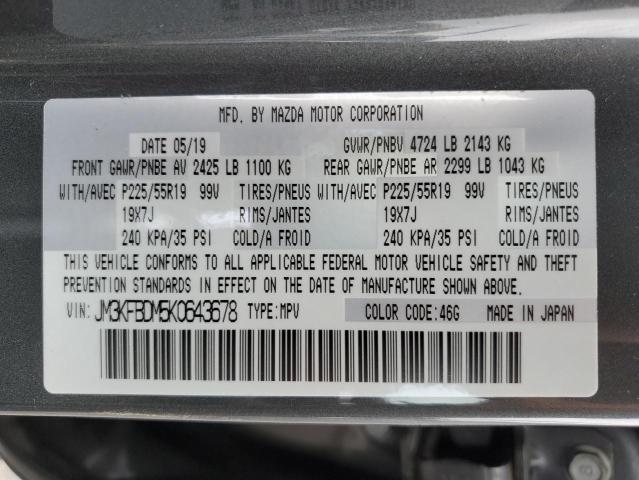 MFD. BY MAZDA MOTOR CORPORATION
DATE 05/19 GVWR/PNBV 4724 LB 2143 KG
FRONT GAWR/PNBE AV 2425 LB 1100 KG REAR GAWR/PNBE AR 2299 LB 1043 KG
WITH/AVEC P225/55R19 99V TIRES/PNEUS WITH/AVEC P225/55R19 99V TIRES/PNEUS
19X7J RIMS/JANTES 19X7J RIMS/JANTES
240 KPA/35 PSI COLD/A FROID 240 KPA/35 PSI COLD/A FROID
THIS VEHICLE CONFORMS TO ALL APPLICABLE FEDERAL MOTOR VEHICLE SAFETY AND THEFT
PREVENTION STANDARDS IN EFFECT ON THE DATE OF MANUFACTURE SHOWN ABOVE.
VIN: JM3KFBDM5K0643678 TYPE: MPV COLOR CODE: 46G MADE IN JAPAN